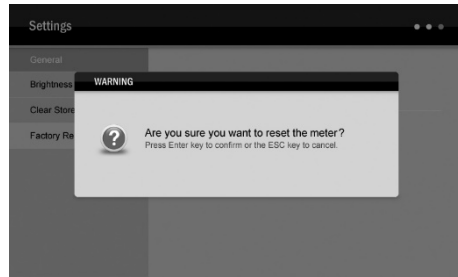 Settings
General
Brightness
WARNING
Clear Store
Factory Re
Are you sure you want to reset the meter?
Press Enter key to confirm or the ESC key to cancel.